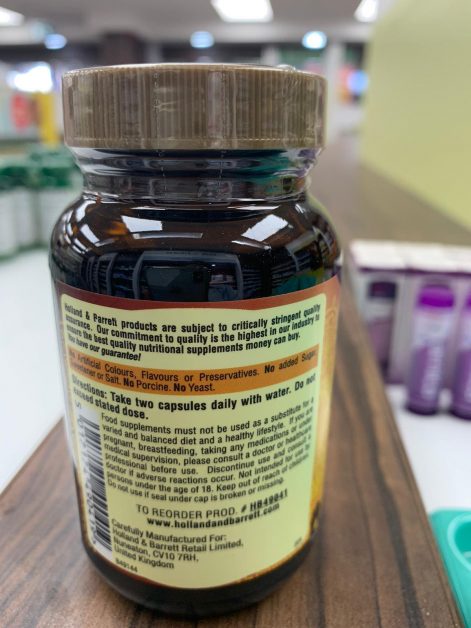 Holland & Barrett products are subject to critically stringent quality
assurance. Our commitment to quality is the highest in our industry to
ensure the best quality nutritional supplements money can buy.
You have our guarantee!
No Artificial Colours, Flavours or Preservatives. No added Sugar,
Sweetener or Salt. No Porcine. No Yeast.
Directions: Take two capsules daily with water. Do not
exceed stated dose.
Food supplements must not be used as a substitute for a
varied and balanced diet and a healthy lifestyle. If you are
pregnant, breastfeeding, taking any medications or under
medical supervision, please consult a doctor or healthcare
professional before use. Discontinue use and consult a
doctor if adverse reactions occur. Not intended for use by
persons under the age of 18. Keep out of reach of children.
Do not use if seal under cap is broken or missing.
TO REORDER PROD. # HB49841
www.hollandandbarrett.com
Carefully Manufactured For:
Holland & Barrett Retail Limited,
Nuneaton, CV10 7RH,
United Kingdom